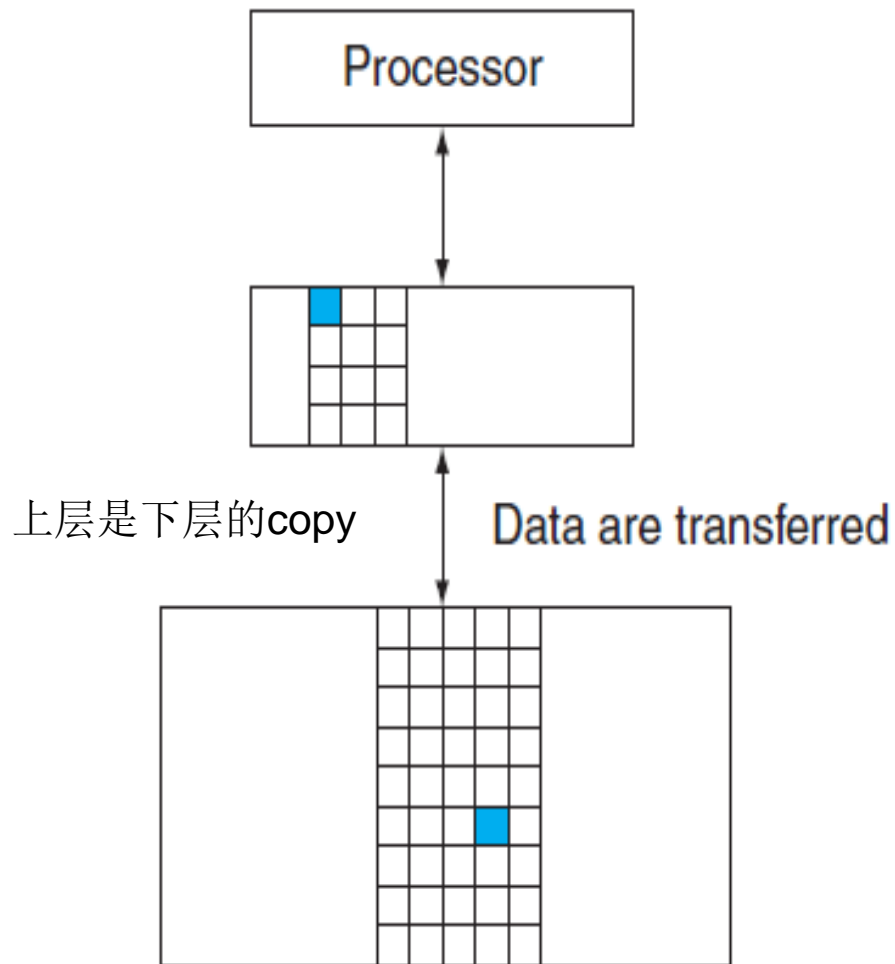 Processor
上层是下层的copy
Data are transferred